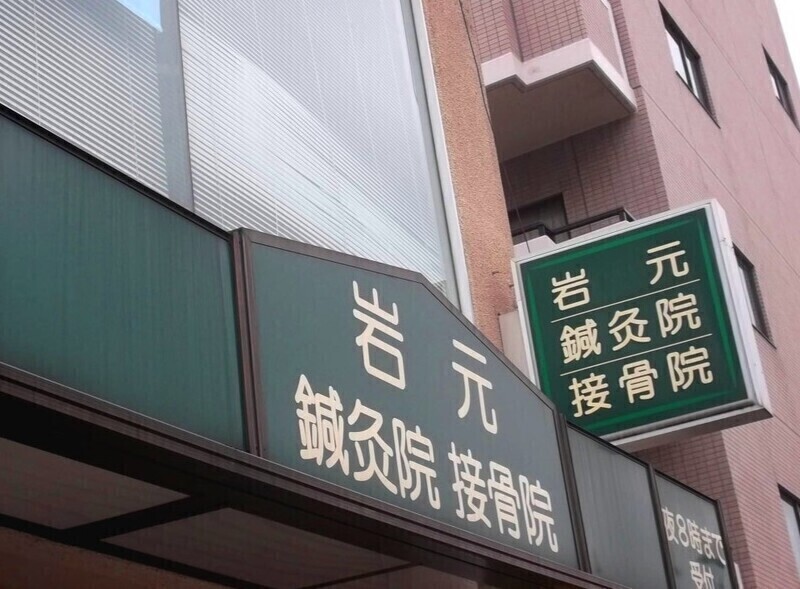 岩元
鍼灸院 接骨院
岩元
鍼灸院
接骨院
夜8時まで
受付